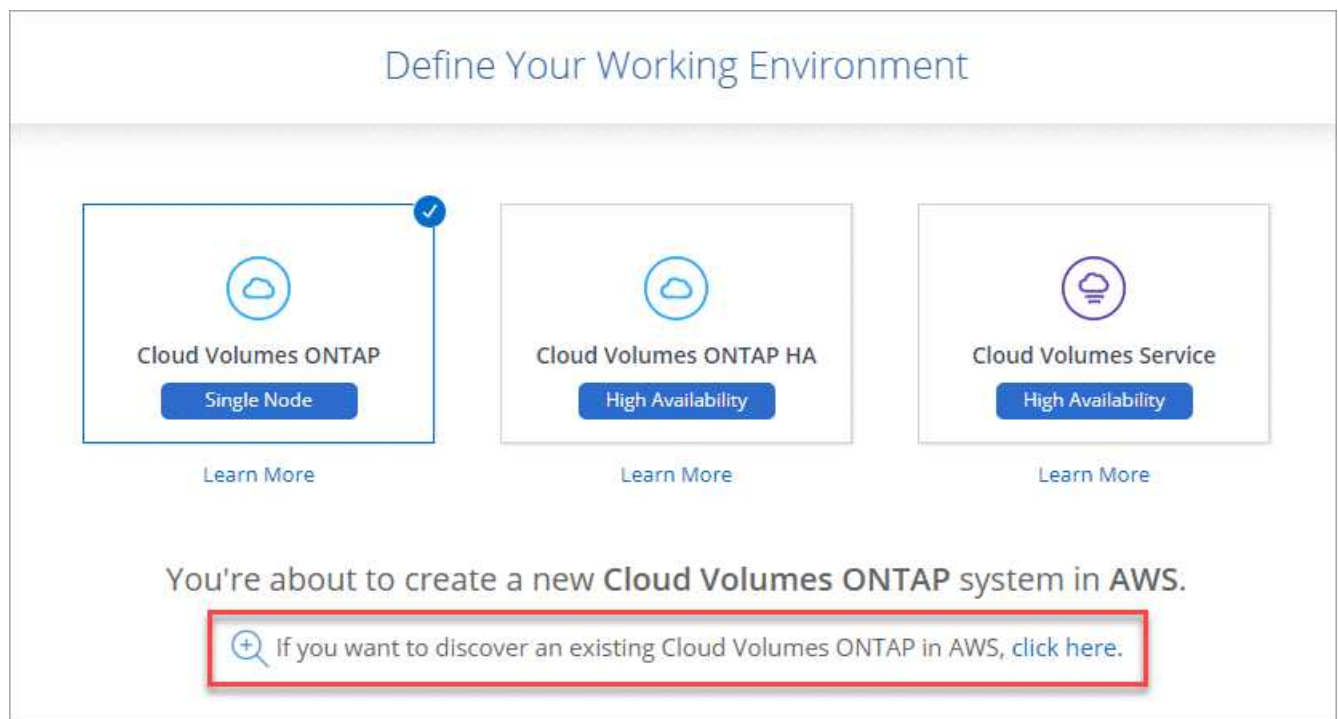 Define Your Working Environment
Cloud Volumes ONTAP
Single Node
Learn More
Cloud Volumes ONTAP HA
High Availability
Learn More
Cloud Volumes Service
High Availability
Learn More
You're about to create a new Cloud Volumes ONTAP system in AWS.
If you want to discover an existing Cloud Volumes ONTAP in AWS, click here.